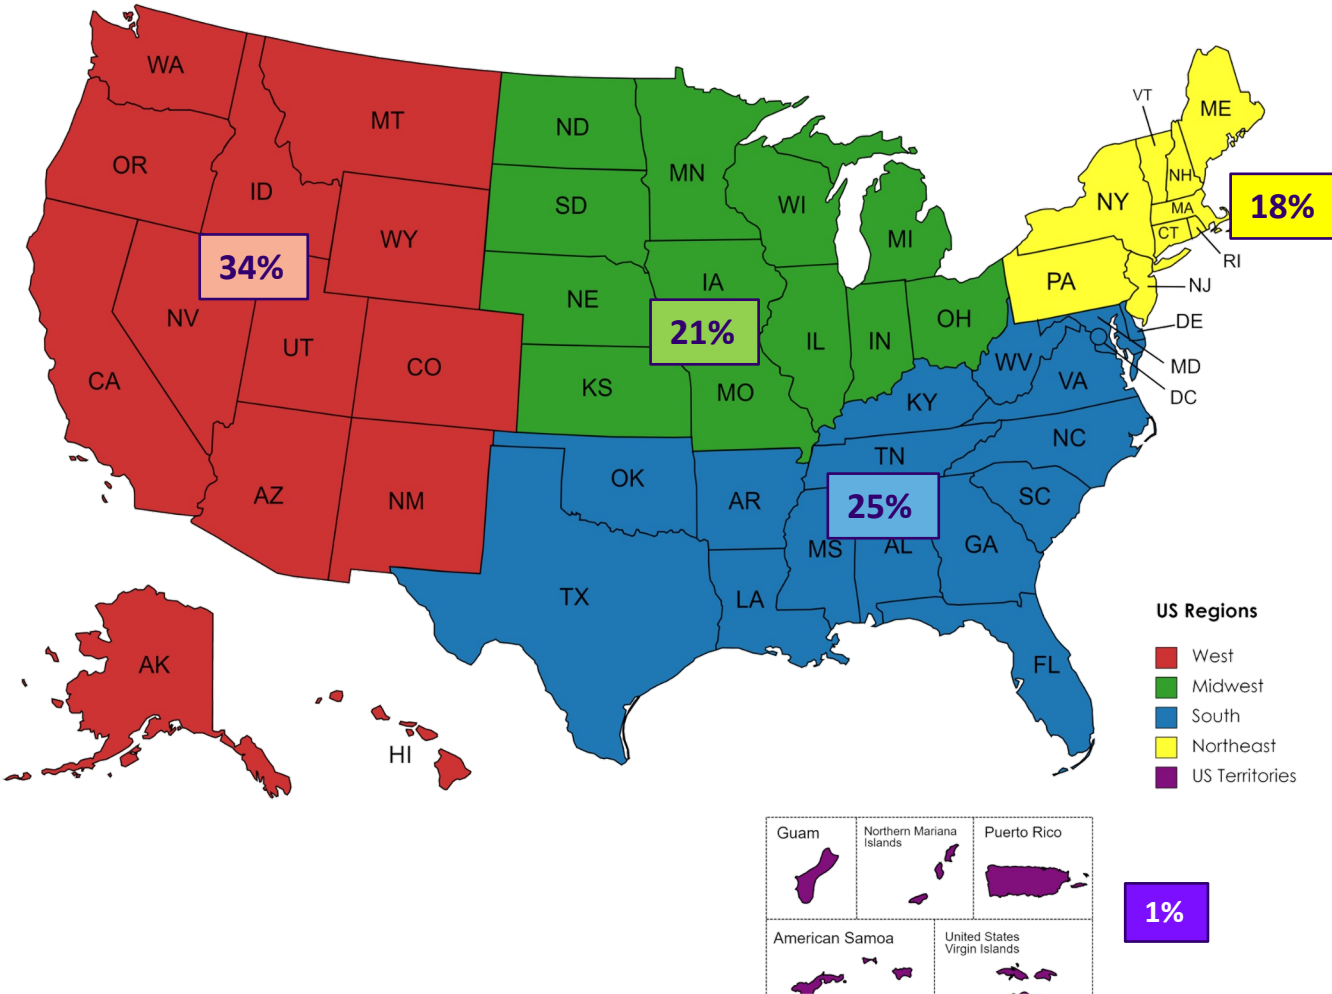 WA
MT
ND
MN
VT
ME
OR
ID
WY
SD
WI
MI
NY
NH
MA
CT
RI
18%
34%
NV
UT
CO
CA
NE
IA
21%
IL
IN
OH
PA
NJ
DE
MD
DC
KS
MO
WV
VA
KY
AZ
NM
OK
AR
TN
NC
25%
SC
MS
AL
GA
TX
LA
FL
AK
HI
US Regions
West
Midwest
South
Northeast
US Territories
Guam
Northern Mariana
Islands
Puerto Rico
1%
American Samoa
United States
Virgin Islands